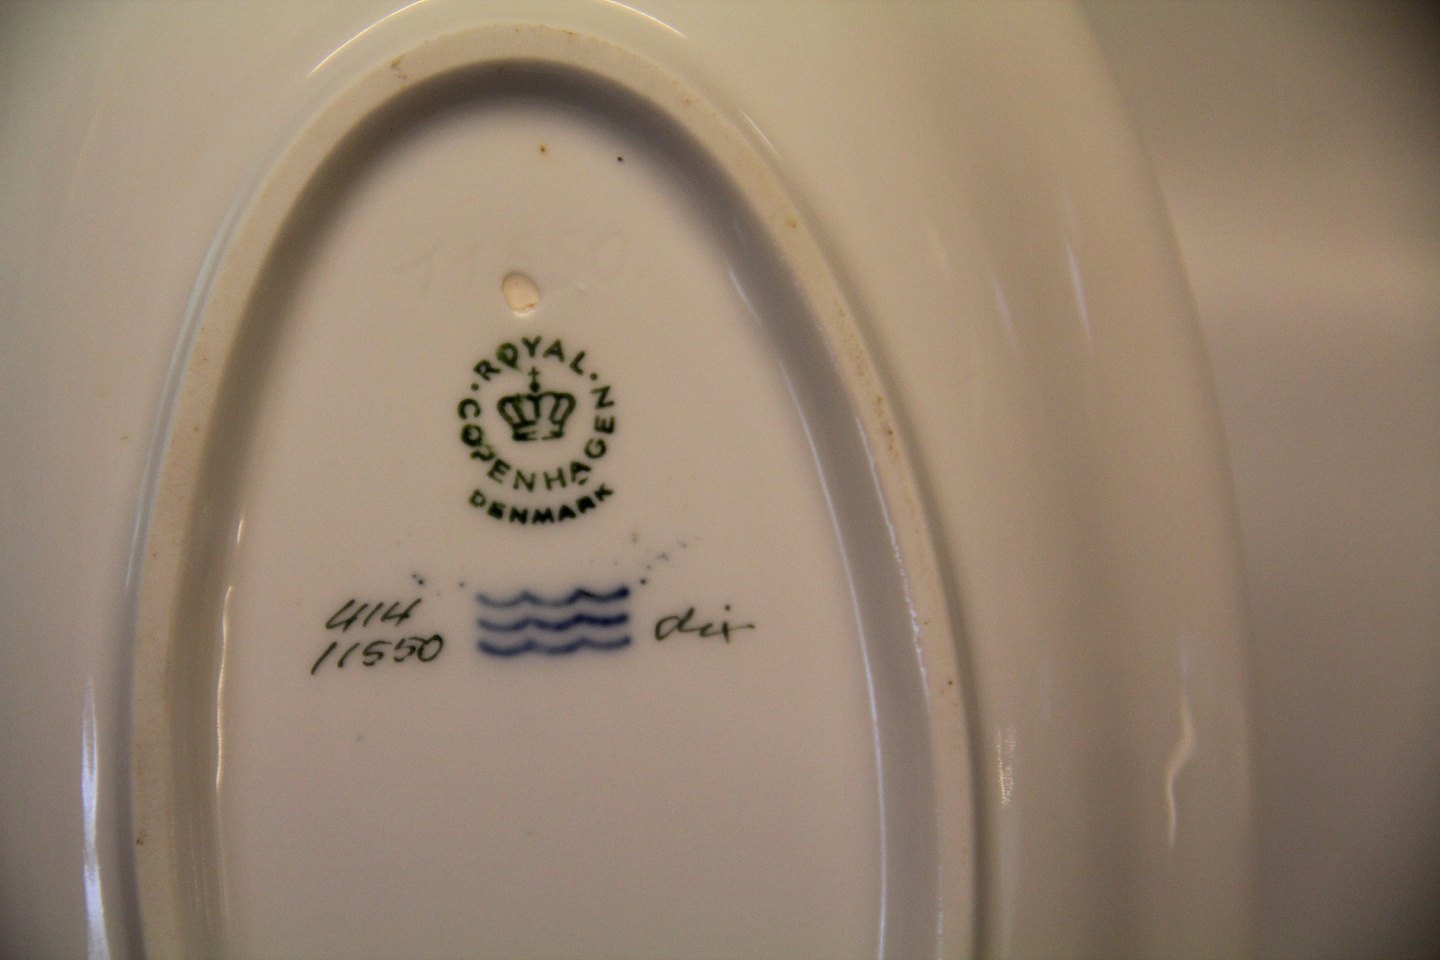 ROYAL
COPENHAGEN
DENMARK
414
11550